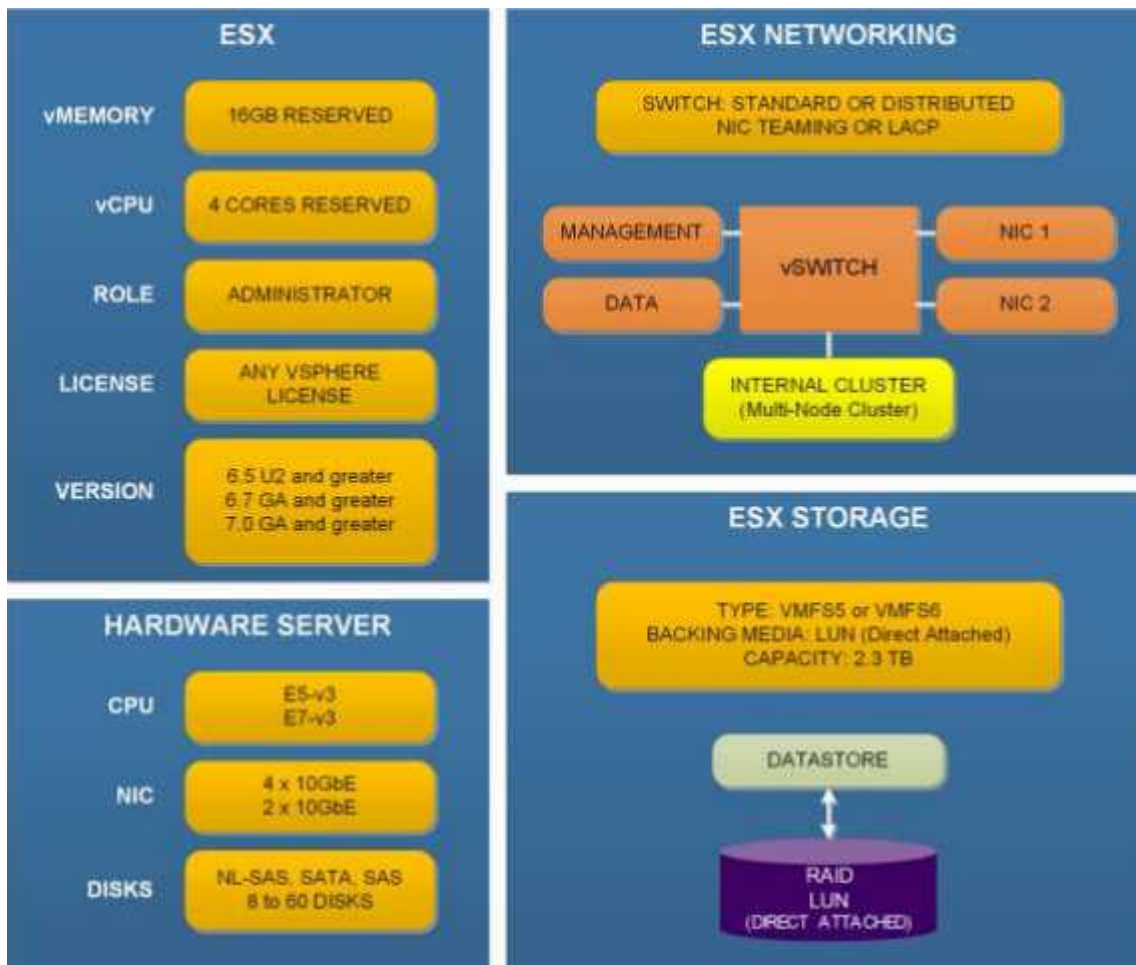 ESX
vMEMORY
16GB RESERVED
vCPU
4 CORES RESERVED
ROLE
ADMINISTRATOR
LICENSE
ANY VSPHERE
LICENSE
VERSION
6.5 U2 and greater
6.7 GA and greater
7.0 GA and greater
HARDWARE SERVER
CPU
E5-v3
E7-v3
NIC
4 x 10GbE
2 x 10GbE
DISKS
NL-SAS, SATA, SAS
8 to 60 DISKS
ESX NETWORKING
SWITCH: STANDARD OR DISTRIBUTED
NIC TEAMING OR LACP
MANAGEMENT
DATA
vSWITCH
NIC 1
NIC 2
INTERNAL CLUSTER
(Multi-Node Cluster)
ESX STORAGE
TYPE: VMFS5 or VMFS6
BACKING MEDIA: LUN (Direct Attached)
CAPACITY: 2.3 TB
DATASTORE
RAID
LUN
(DIRECT ATTACHED)